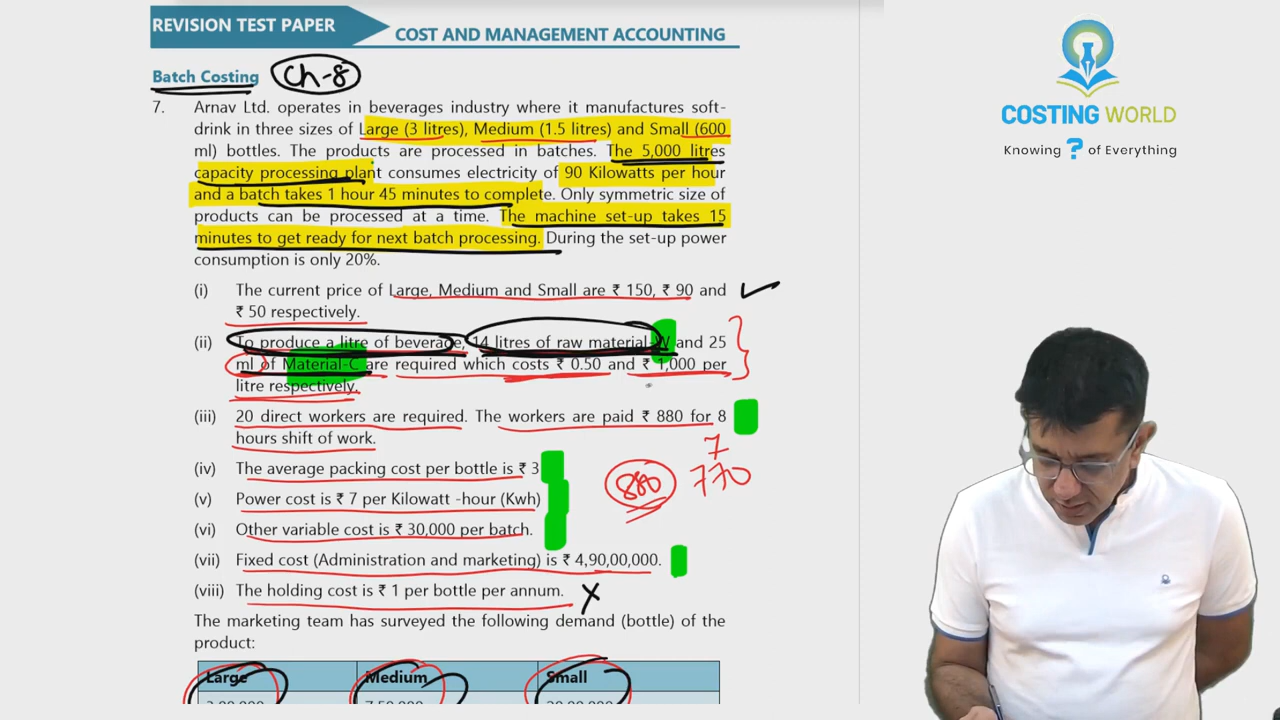 REVISION TEST PAPER
COST AND MANAGEMENT ACCOUNTING
Batch Costing
Ch-8
7. Arnav Ltd. operates in beverages industry where it manufactures soft-
drink in three sizes of Large (3 litres), Medium (1.5 litres) and Small (600
ml) bottles. The products are processed in batches. The 5,000 litres
capacity processing plant consumes electricity of 90 Kilowatts per hour
and a batch takes 1 hour 45 minutes to complete. Only symmetric size of
products can be processed at a time. The machine set-up takes 15
minutes to get ready for next batch processing. During the set-up power
consumption is only 20%.
(i) The current price of Large, Medium and Small are ₹ 150, ₹ 90 and
₹ 50 respectively.
(ii) To produce a litre of beverage, 14 litres of raw material-W and 25
ml of Material-C are required which costs ₹ 0.50 and ₹ 1,000 per
litre respectively.
(iii) 20 direct workers are required. The workers are paid ₹ 880 for 8
hours shift of work.
7
(iv) The average packing cost per bottle is ₹ 3
880 770
(v) Power cost is ₹ 7 per Kilowatt -hour (Kwh)
(vi) Other variable cost is ₹ 30,000 per batch.
(vii) Fixed cost (Administration and marketing) is ₹ 4,90,00,000.
(viii) The holding cost is ₹ 1 per bottle per annum.
The marketing team has surveyed the following demand (bottle) of the
product:
Large Medium Small
COSTING WORLD
Knowing ? of Everything